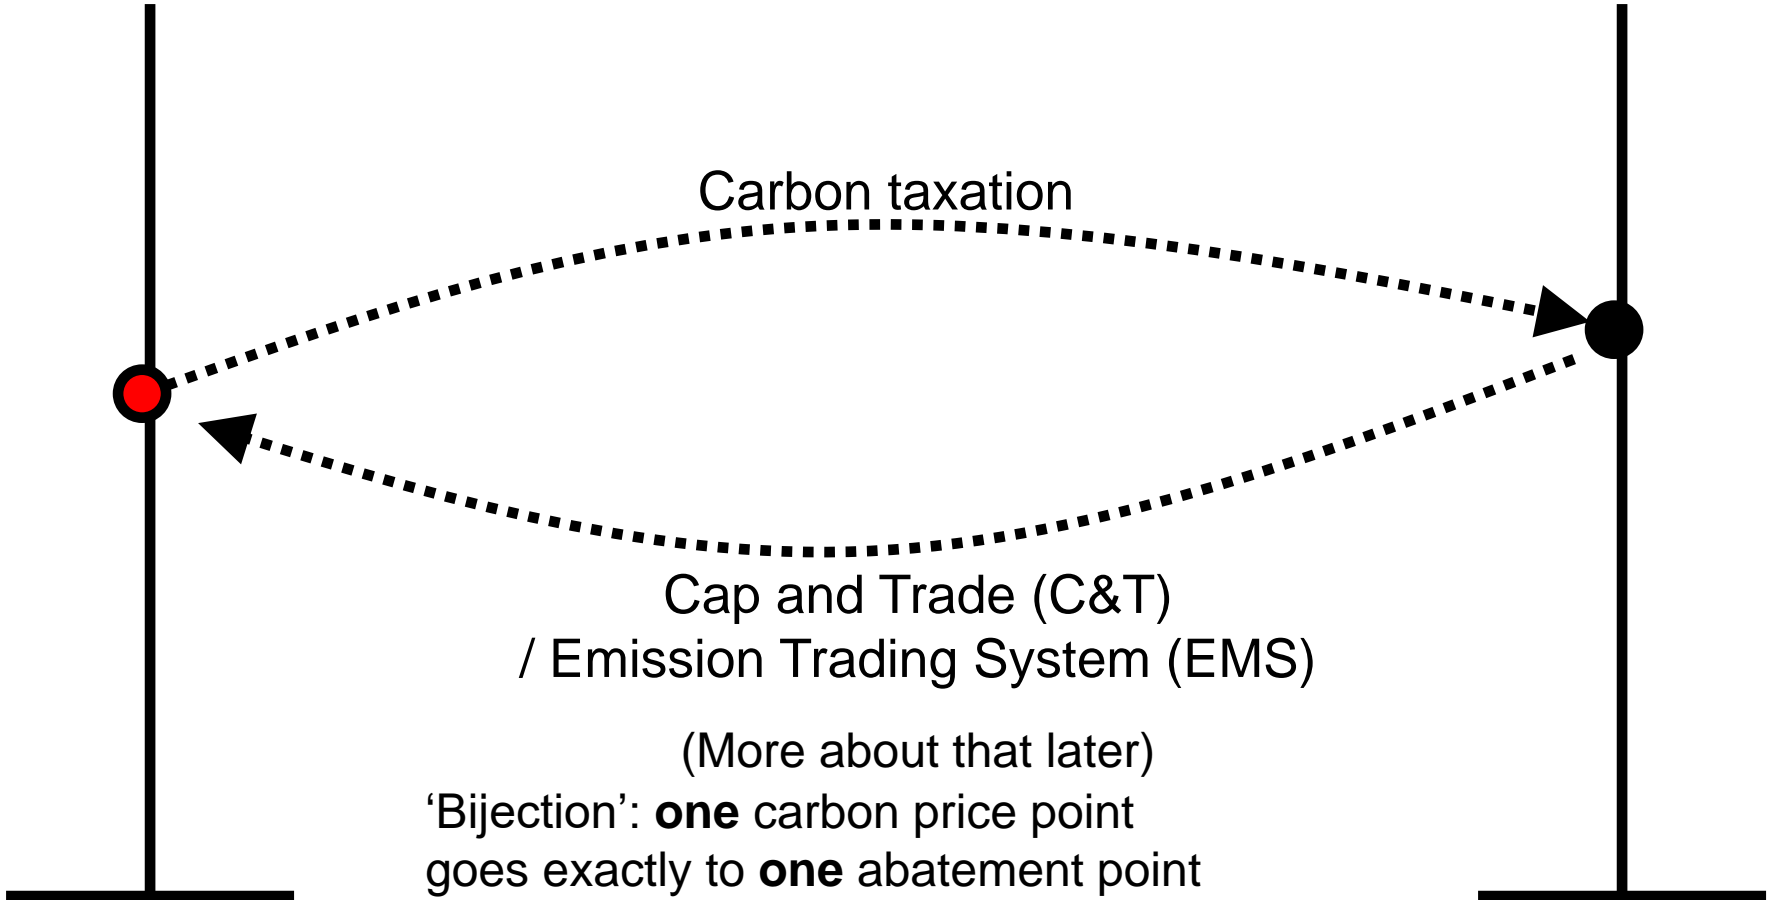 Carbon taxation
Cap and Trade (C&T)
/ Emission Trading System (EMS)
(More about that later)
‘Bijection’: one carbon price point
goes exactly to one abatement point